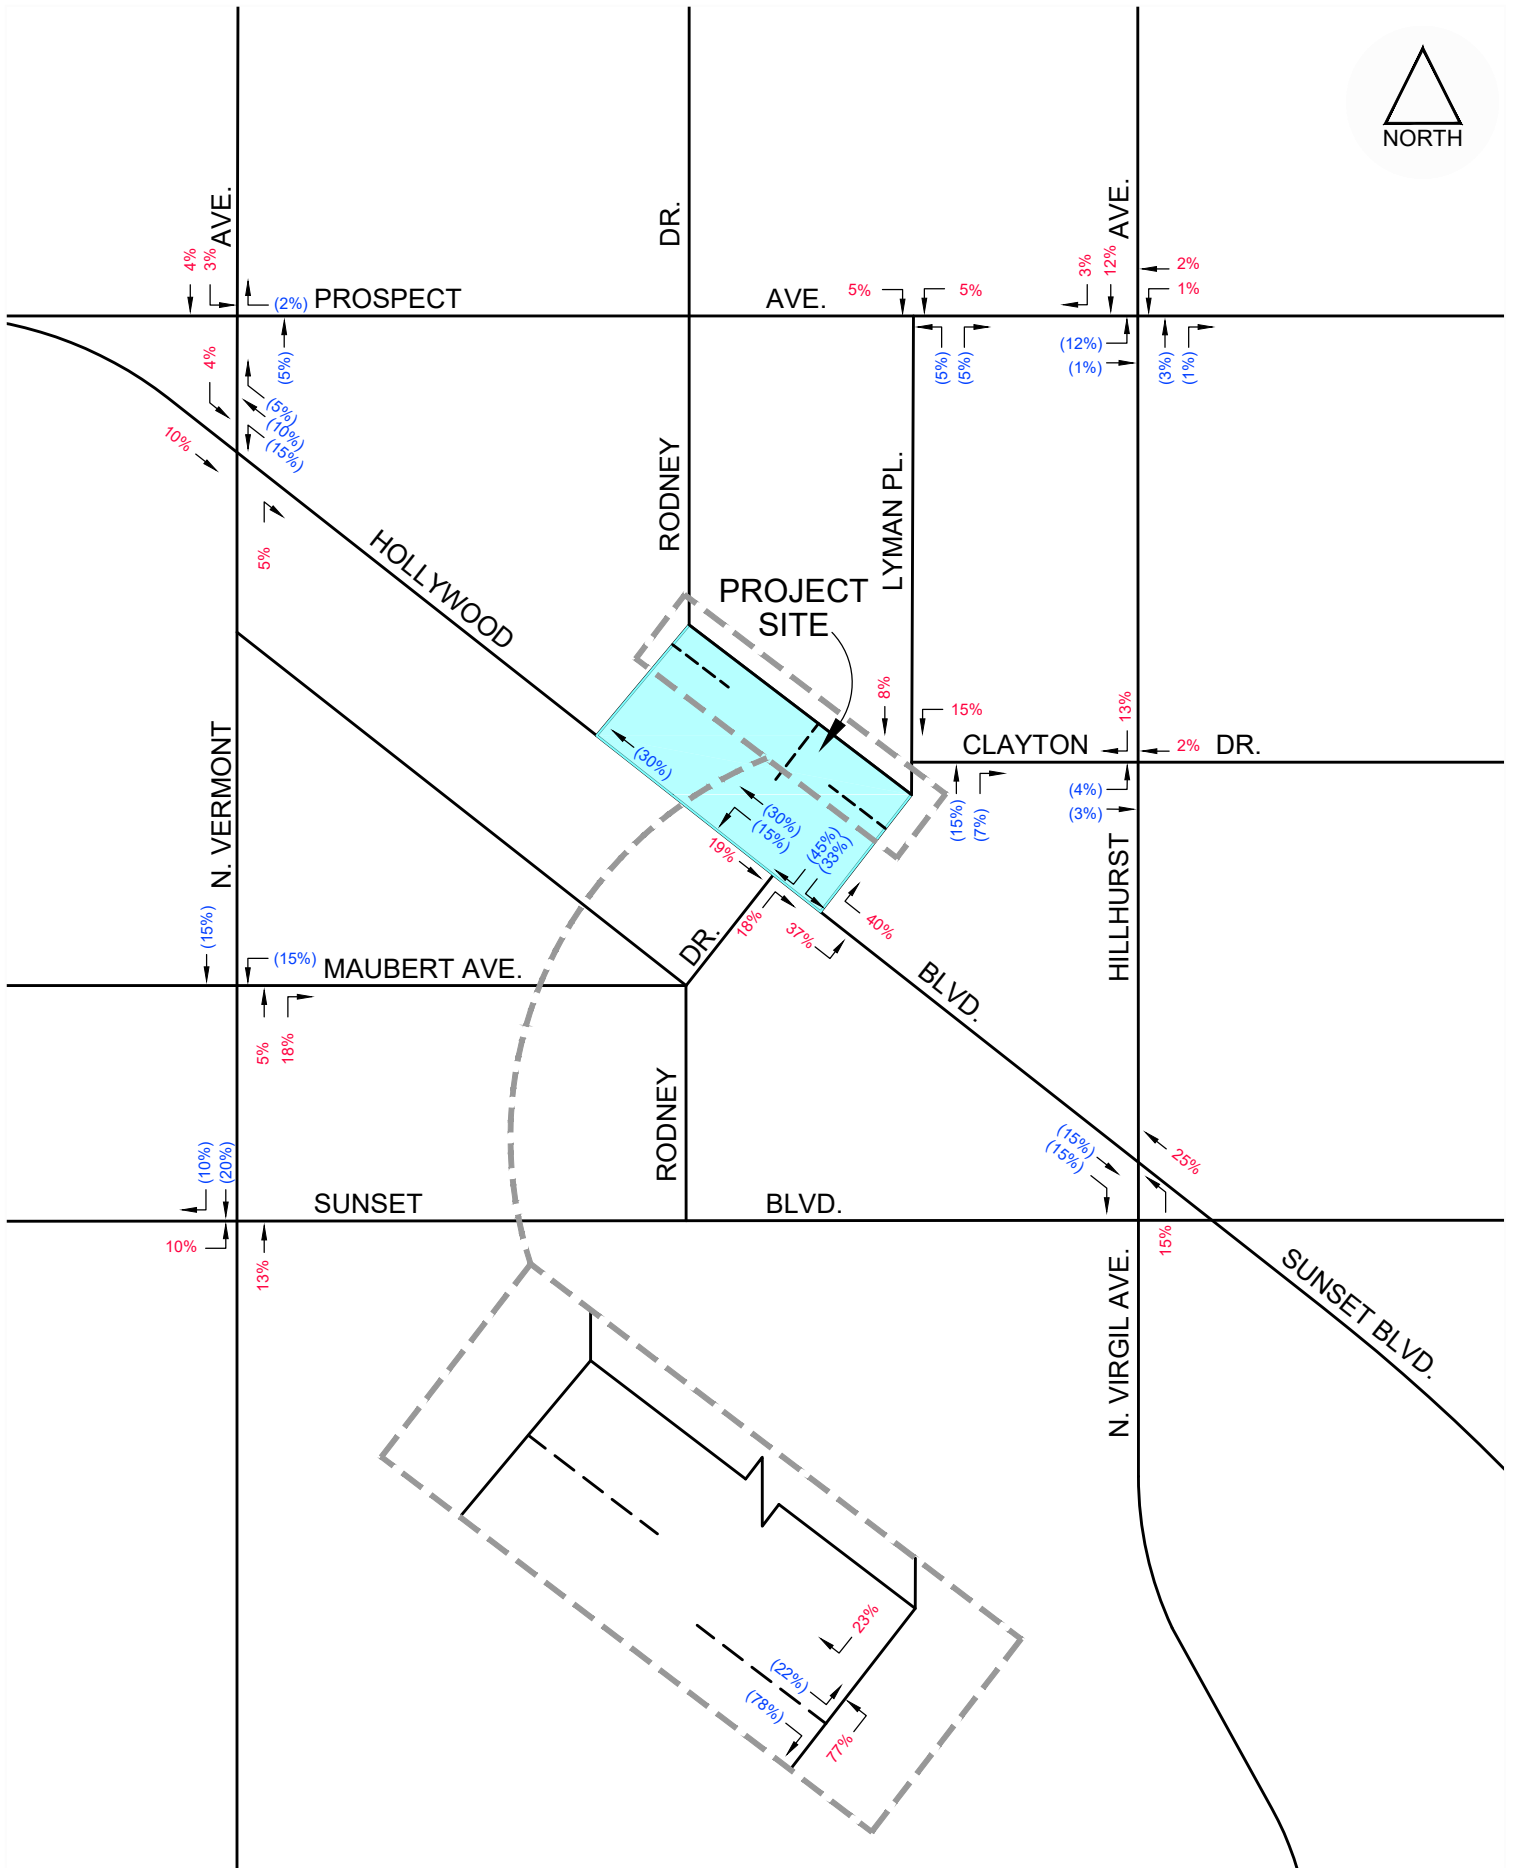 NORTH
AVE.
DR.
AVE.
4%
3%
3%
12%
2%
1%
(2%)
PROSPECT
AVE.
5%
5%
(5%)
(5%)
(5%)
(12%)
(1%)
(3%)
(1%)
4%
(5%)
(10%)
(15%)
10%
5%
HOLLYWOOD
RODNEY
LYMAN PL.
PROJECT
SITE
8%
15%
13%
2%
CLAYTON
DR.
(30%)
(30%)
(15%)
(45%)
(33%)
(15%)
(7%)
(4%)
(3%)
N. VERMONT
HILLHURST
19%
18%
37%
40%
DR.
BLVD.
(15%)
(15%)
MAUBERT AVE.
5%
18%
RODNEY
(10%)
(20%)
(15%)
(15%)
25%
15%
SUNSET
BLVD.
10%
13%
N. VIRGIL AVE.
SUNSET BLVD.
23%
(22%)
(78%)
77%